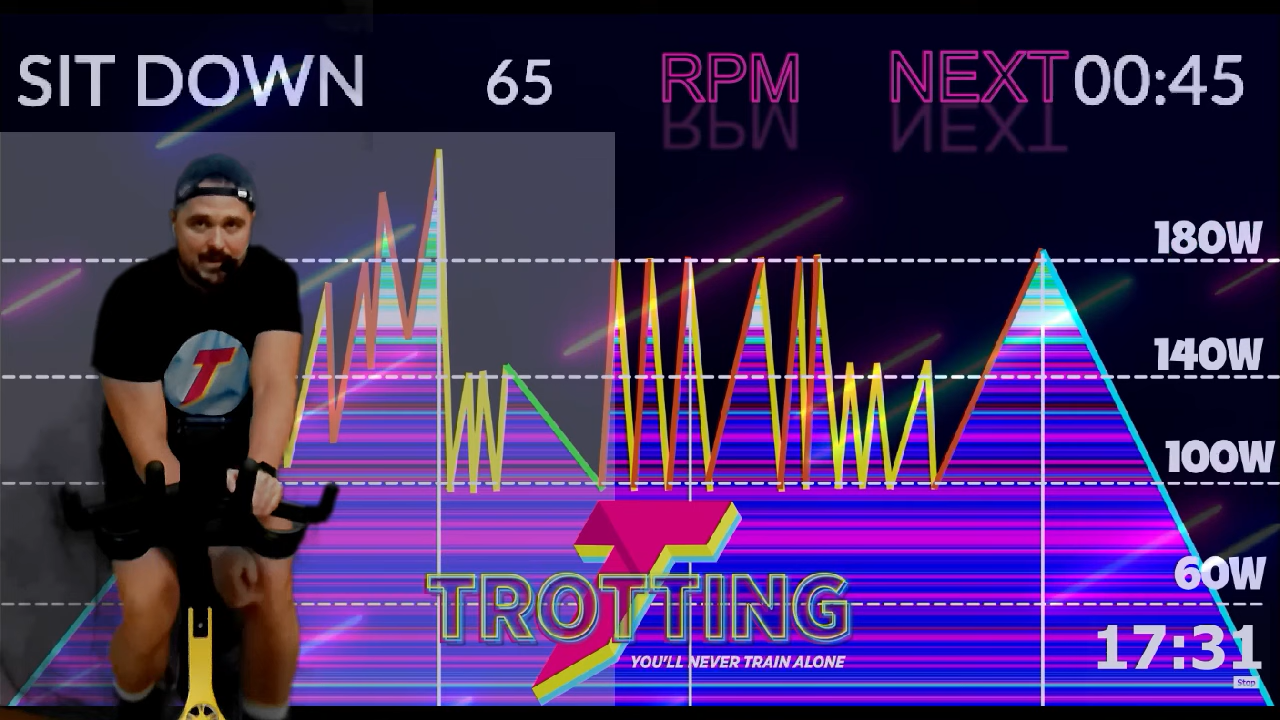 SIT DOWN 65 RPM NEXT 00:45
180W
140W
100W
60W
T
TROTTING
YOU'LL NEVER TRAIN ALONE
17:31
Stop